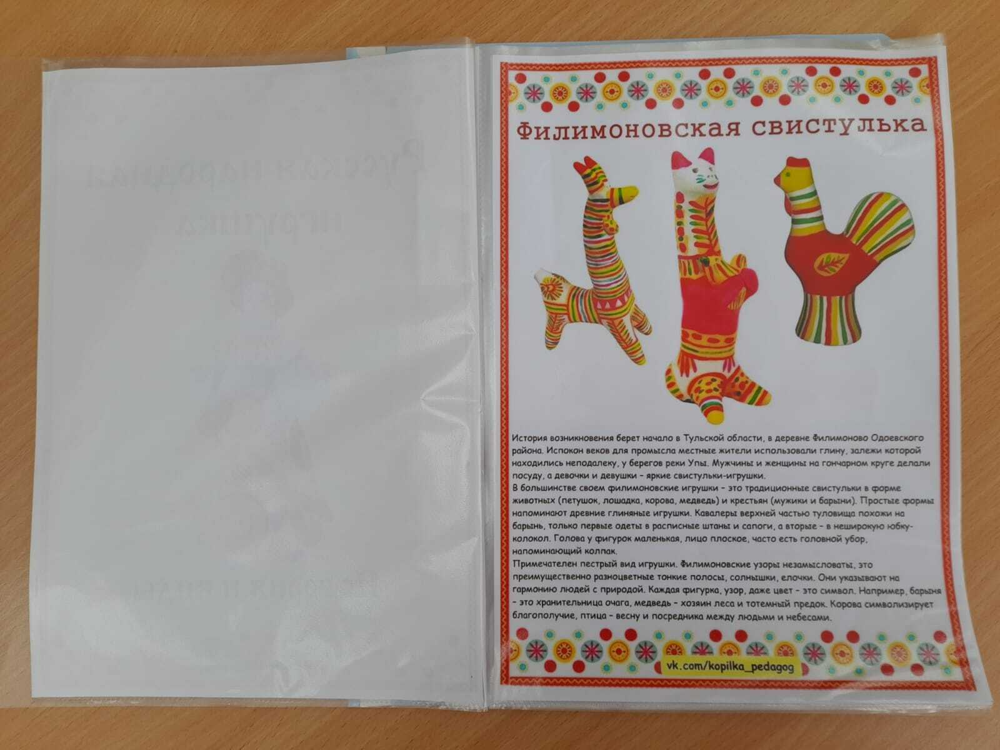 Русская народная
игрушка
Филимоновская свистулька
История возникновения берет начало в Тульской области, в деревне Филимоново Одоевского
района. Испокон веков для промысла местные жители использовали глину, залежи которой
находились неподалеку, у берегов реки Упы. Мужчины и женщины на гончарном круге делали
посуду, а девочки и девушки – яркие свистульки-игрушки.
В большинстве своем филимоновские игрушки – это традиционные свистульки в форме
животных (петушок, лошадка, корова, медведь) и крестьян (мужики и барыни). Простые формы
напоминают древние глиняные игрушки. Кавалеры верхней частью туловища похожи на
барынь, только первые одеты в расписные штаны и сапоги, а вторые – в неширокую юбку-
колокол. Голова у фигурок маленькая, лицо плоское, часто есть головной убор,
напоминающий колпак.
Примечателен пестрый вид игрушки. Филимоновские узоры незамысловаты, это
преимущественно разноцветные тонкие полосы, солнышки, елочки. Они указывают на
гармонию людей с природой. Каждая фигурка, узор, даже цвет – это символ. Например, барыня
– это хранительница очага, медведь – хозяин леса и тотемный предок. Корова символизирует
благополучие, птица – весну и посредника между людьми и небесами.
vk.com/kopilka_pedagog